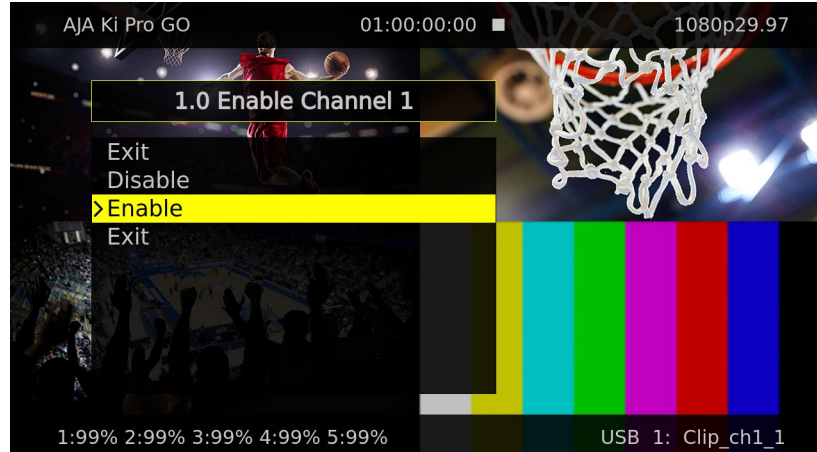 AJA Ki Pro GO 01:00:00:00 1080p29.97
1.0 Enable Channel 1
Exit
Disable
>Enable
Exit
1:99% 2:99% 3:99% 4:99% 5:99% USB 1: Clip_ch1_1